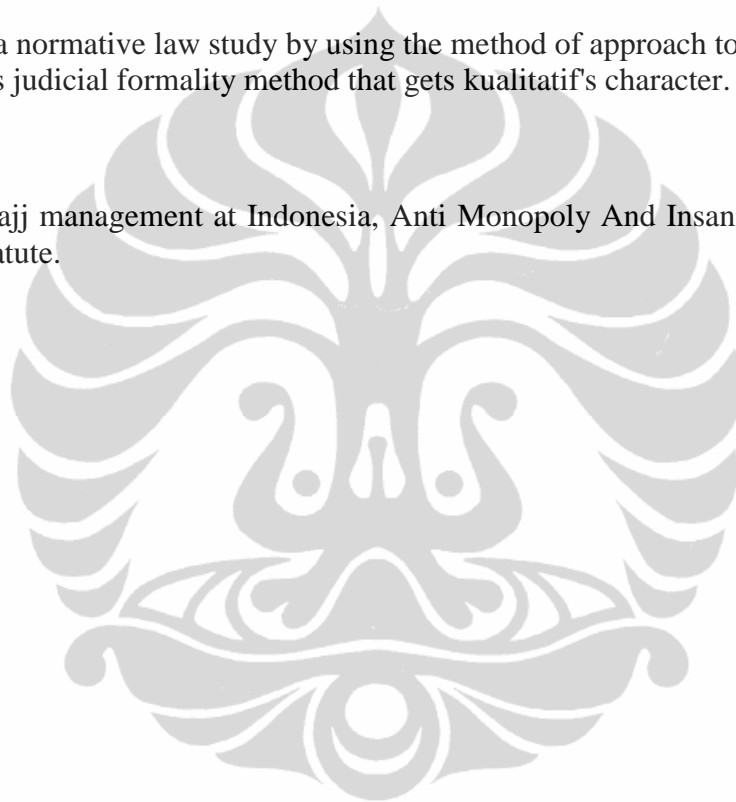 a normative law study by using the method of approach to
s judicial formality method that gets kualitatif's character.
ajj management at Indonesia, Anti Monopoly And Insan
atute.